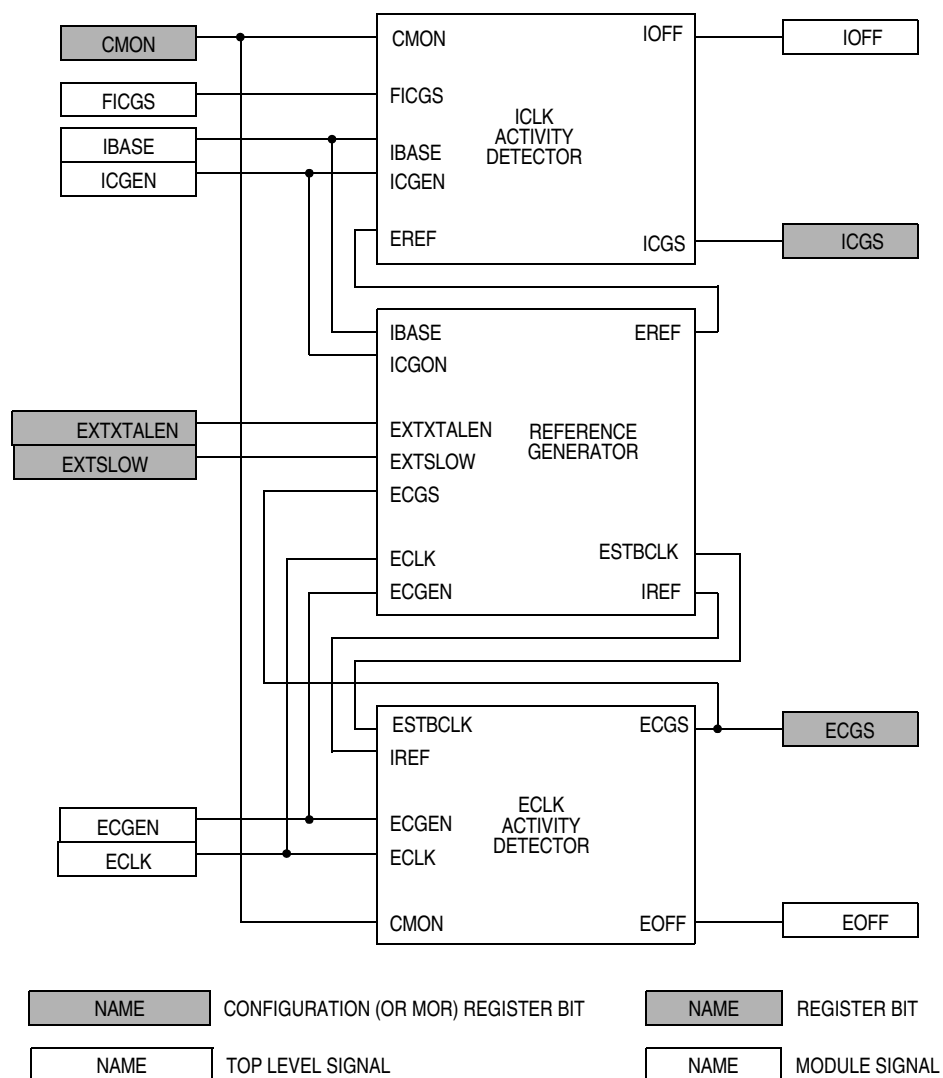 CMON
FICGS
IBASE
ICGEN
CMON
FICGS
IBASE
ICGEN
EREF
ICLK
ACTIVITY
DETECTOR
IOFF
ICGS
IOFF
ICGS
EXTXTALEN
EXTSLOW
IBASE
ICGON
EXTXTALEN
EXTSLOW
ECGS
ECLK
ECGEN
REFERENCE
GENERATOR
EREF
ESTBCLK
IREF
ECGEN
ECLK
ESTBCLK
IREF
ECGEN
ECLK
CMON
ECLK
ACTIVITY
DETECTOR
ECGS
EOFF
ECGS
EOFF
NAME CONFIGURATION (OR MOR) REGISTER BIT
NAME REGISTER BIT
NAME TOP LEVEL SIGNAL
NAME MODULE SIGNAL